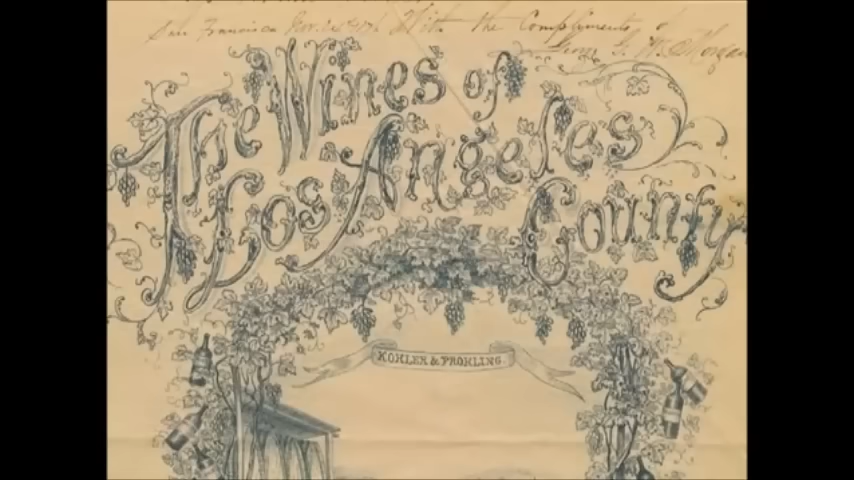 San Francisco With the Compliments of
The Wines of
Los Angeles
County
KOHLER & FROHLING.